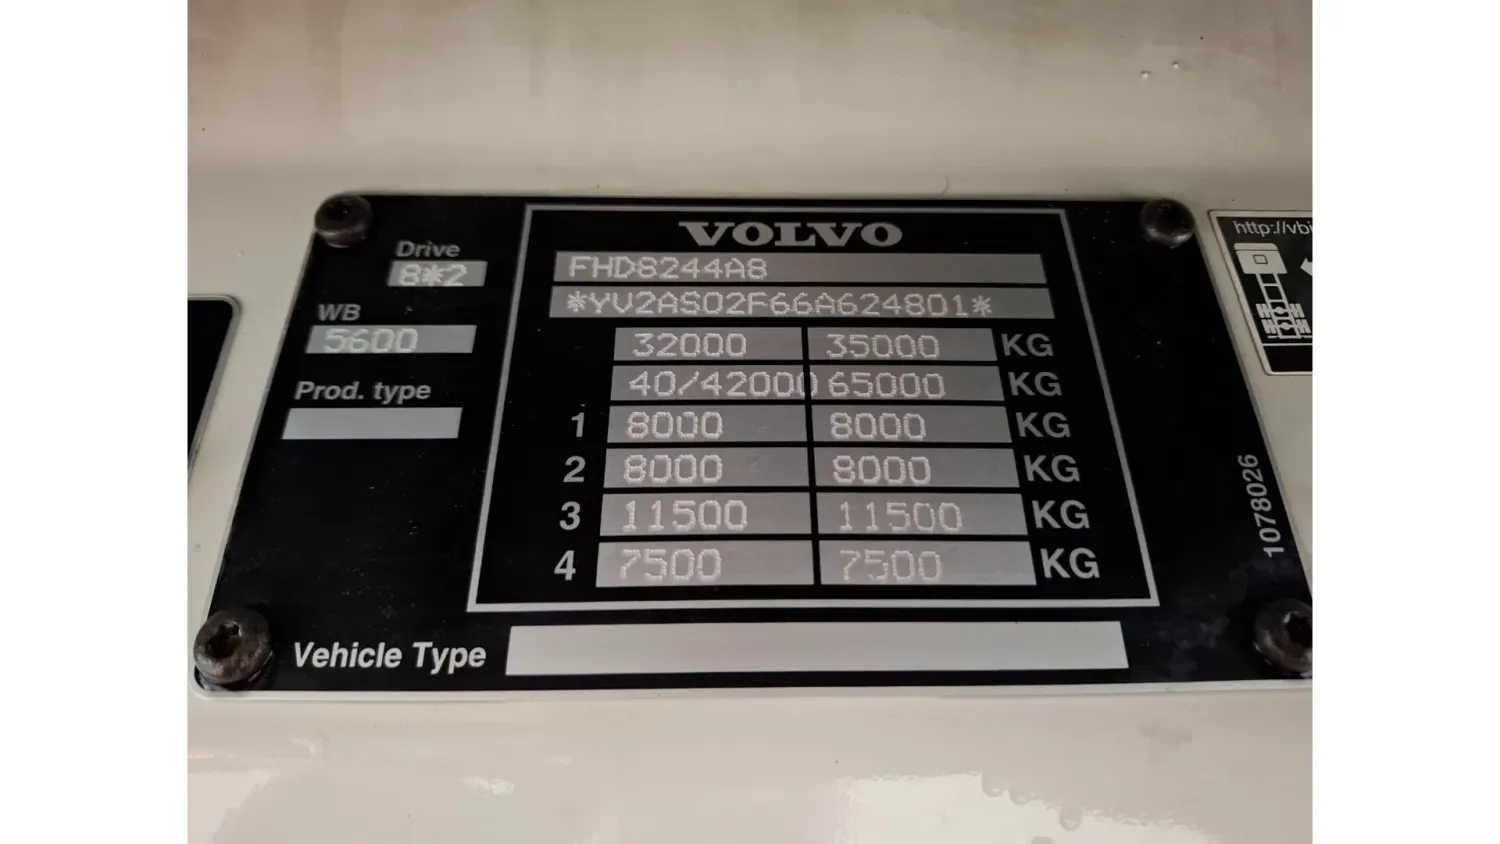 VOLVO
Drive
8*2
FHD8244A8
*YV2AS02F66A624801*
WB
5600
32000 35000 KG
40/42000 65000 KG
Prod. type
1 8000 8000 KG
2 8000 8000 KG
3 11500 11500 KG
4 7500 7500 KG
Vehicle Type
1078026
http://vbi